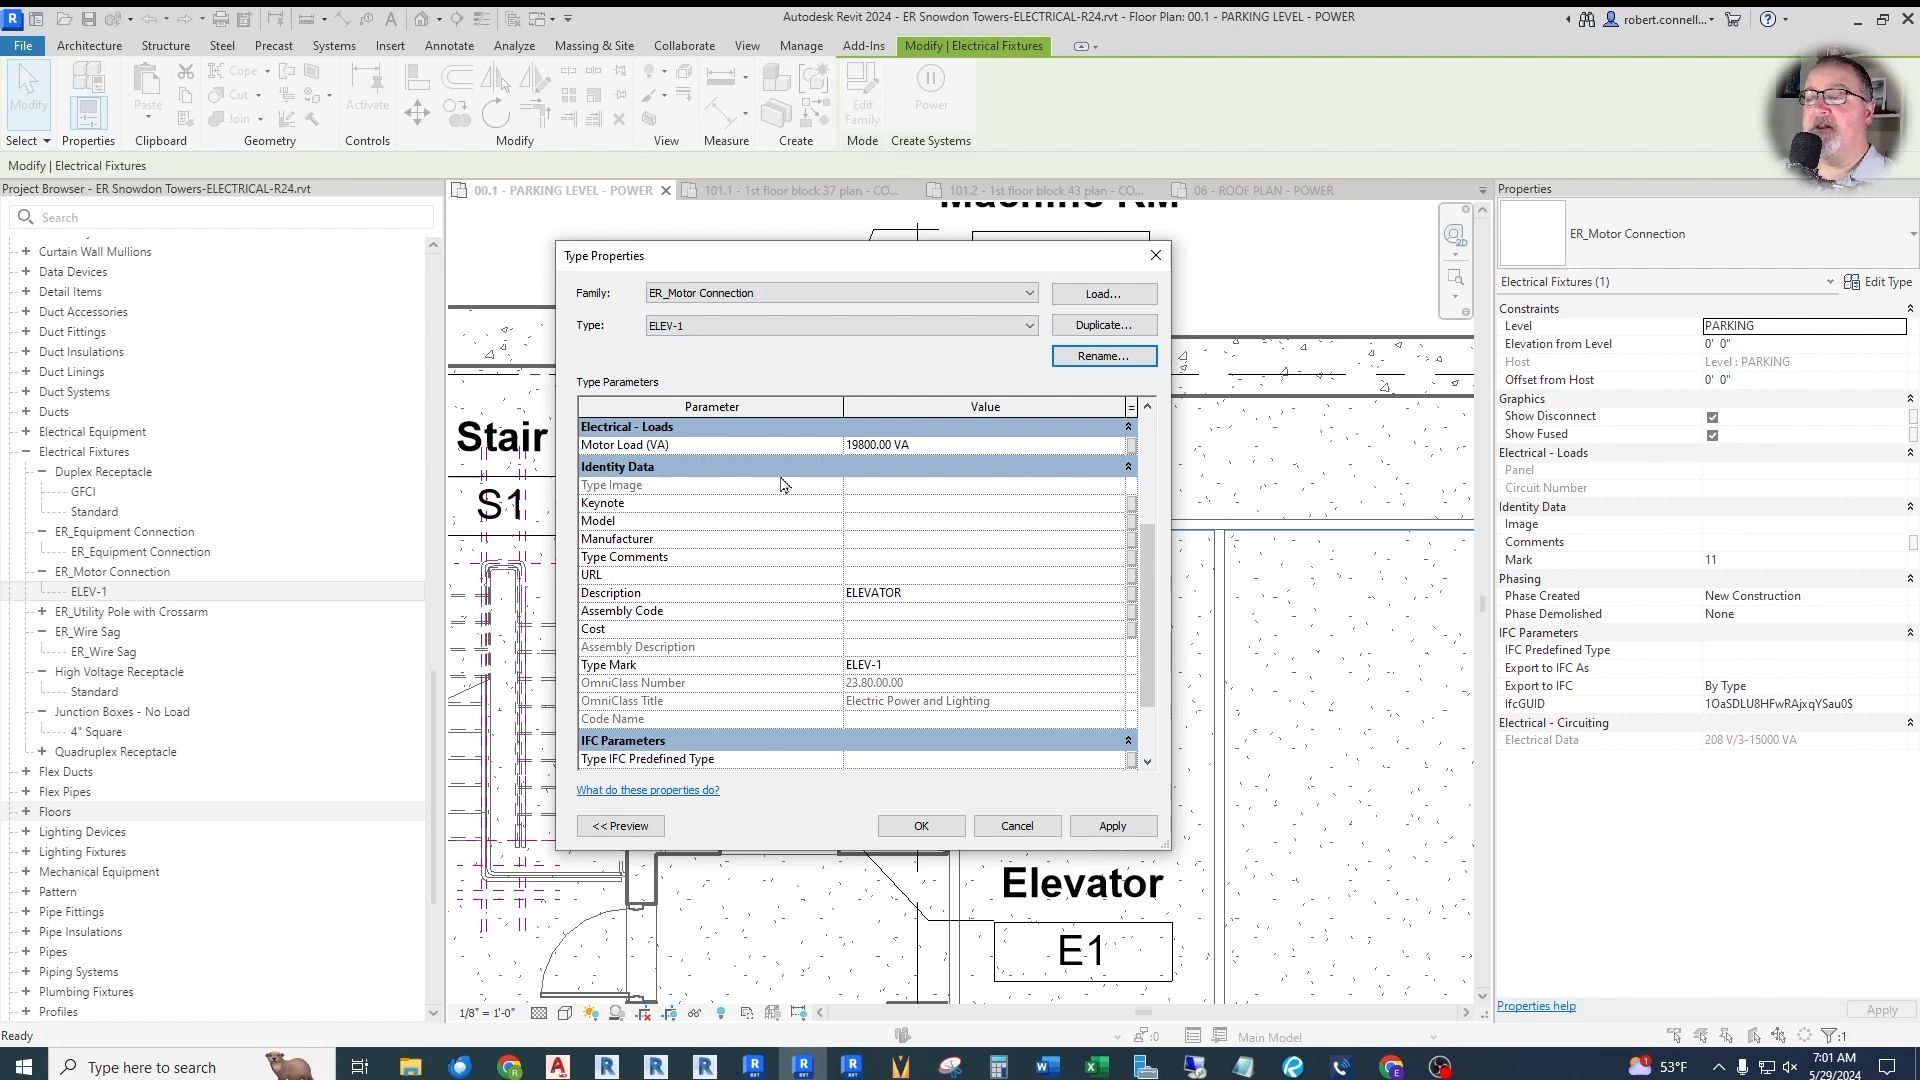 Autodesk Revit 2024 - ER Snowdon Towers-ELECTRICAL-R24.rvt - Floor Plan: 00.1 - PARKING LEVEL - POWER
robert.connell...
File Architecture Structure Steel Precast Systems Insert Annotate Analyze Massing & Site Collaborate View Manage Add-Ins Modify | Electrical Fixtures
Modify Paste Cope Cut Join Activate Edit Family Power
Select Properties Clipboard Geometry Controls Modify View Measure Create Mode Create Systems
Modify | Electrical Fixtures
Project Browser - ER Snowdon Towers-ELECTRICAL-R24.rvt
Search
Curtain Wall Mullions
Data Devices
Detail Items
Duct Accessories
Duct Fittings
Duct Insulations
Duct Linings
Duct Systems
Ducts
Electrical Equipment
Electrical Fixtures
Duplex Receptacle
GFCI
Standard
ER_Equipment Connection
ER_Equipment Connection
ER_Motor Connection
ELEV-1
ER_Utility Pole with Crossarm
ER_Wire Sag
ER_Wire Sag
High Voltage Receptacle
Standard
Junction Boxes - No Load
4" Square
Quadruplex Receptacle
Flex Ducts
Flex Pipes
Floors
Lighting Devices
Lighting Fixtures
Mechanical Equipment
Pattern
Pipe Fittings
Pipe Insulations
Pipes
Piping Systems
Plumbing Fixtures
Profiles
00.1 - PARKING LEVEL - POWER 101.1 - 1st floor block 37 plan - CO... 101.2 - 1st floor block 43 plan - CO... 06 - ROOF PLAN - POWER
Machine RM
Stair
S1
Elevator
E1
Type Properties
Family: ER_Motor Connection Load...
Type: ELEV-1 Duplicate...
Rename...
Type Parameters
Parameter Value =
Electrical - Loads
Motor Load (VA) 19800.00 VA
Identity Data
Type Image
Keynote
Model
Manufacturer
Type Comments
URL
Description ELEVATOR
Assembly Code
Cost
Assembly Description
Type Mark ELEV-1
OmniClass Number 23.80.00.00
OmniClass Title Electric Power and Lighting
Code Name
IFC Parameters
Type IFC Predefined Type
What do these properties do?
<< Preview OK Cancel Apply
Properties
ER_Motor Connection
Electrical Fixtures (1) Edit Type
Constraints
Level PARKING
Elevation from Level 0' 0"
Host Level : PARKING
Offset from Host 0' 0"
Graphics
Show Disconnect
Show Fused
Electrical - Loads
Panel
Circuit Number
Identity Data
Image
Comments
Mark 11
Phasing
Phase Created New Construction
Phase Demolished None
IFC Parameters
IFC Predefined Type
Export to IFC As
Export to IFC By Type
IfcGUID 1OaSDLU8HFwRAjxqYSau0$
Electrical - Circuiting
Electrical Data 208 V/3-15000 VA
Properties help Apply
1/8" = 1'-0"
Ready :0 Main Model :1
Type here to search
53°F
7:01 AM
5/29/2024